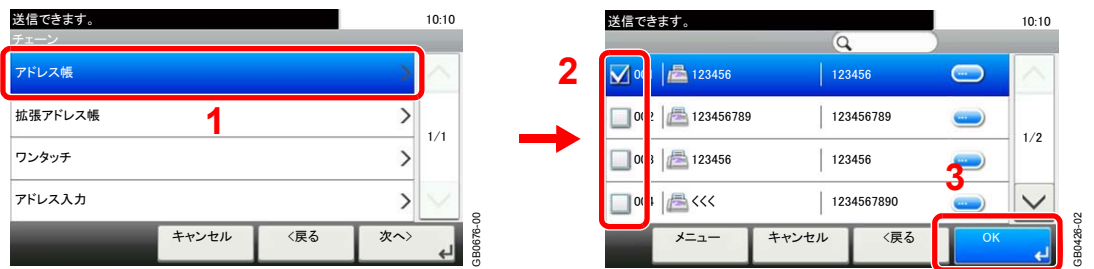 送信できます。 10:10
チェーン
アドレス帳
1
拡張アドレス帳
1/1
ワンタッチ
アドレス入力
キャンセル <戻る 次へ>
GB0676-00
送信できます。 10:10
2
001 123456 123456
002 123456789 123456789
1/2
003 123456 123456
3
004 <<< 1234567890
メニュー キャンセル <戻る OK
GB0426-02